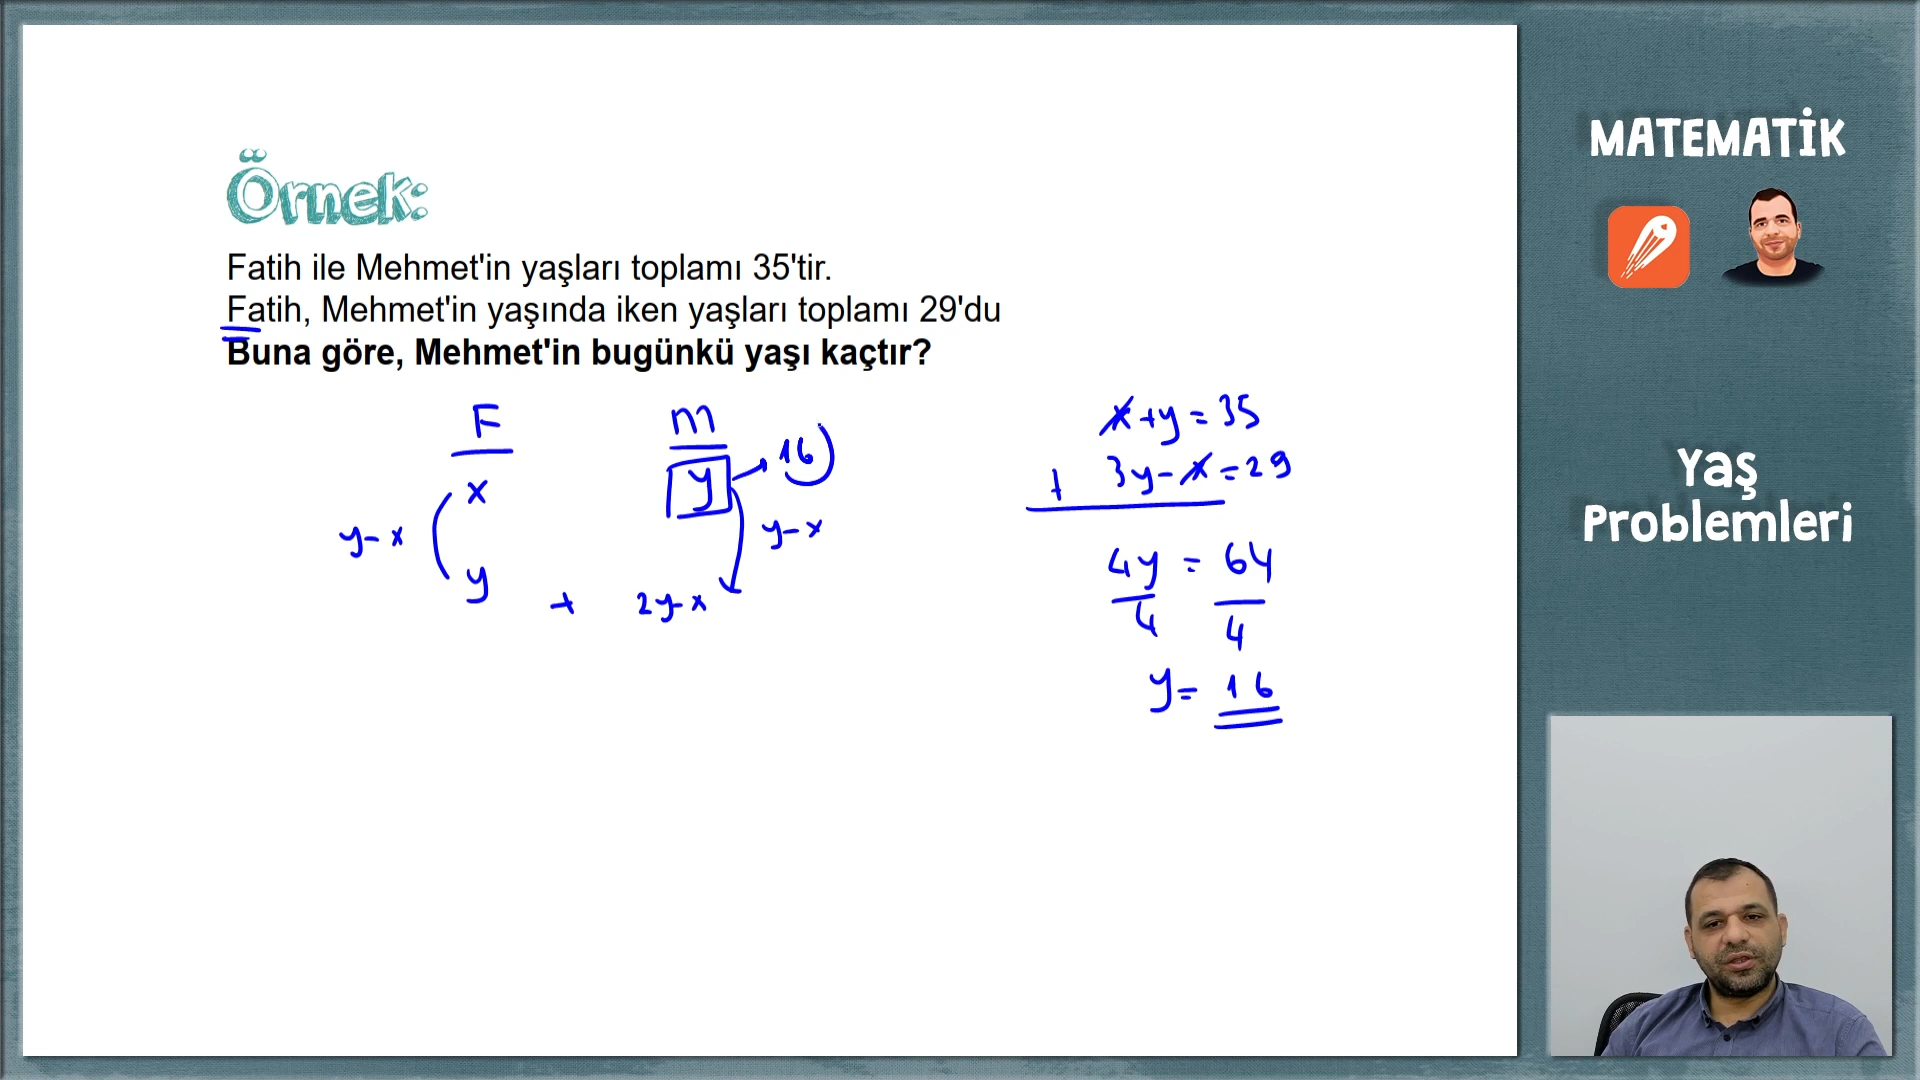 Örnek:
Fatih ile Mehmet'in yaşları toplamı 35'tir.
Fatih, Mehmet'in yaşında iken yaşları toplamı 29'du
Buna göre, Mehmet'in bugünkü yaşı kaçtır?
F m
x y 16
y-x y-x
y + 2y-x
x+y=35
+ 3y-x=29
4y = 64
4 4
y= 16
MATEMATİK
Yaş
Problemleri